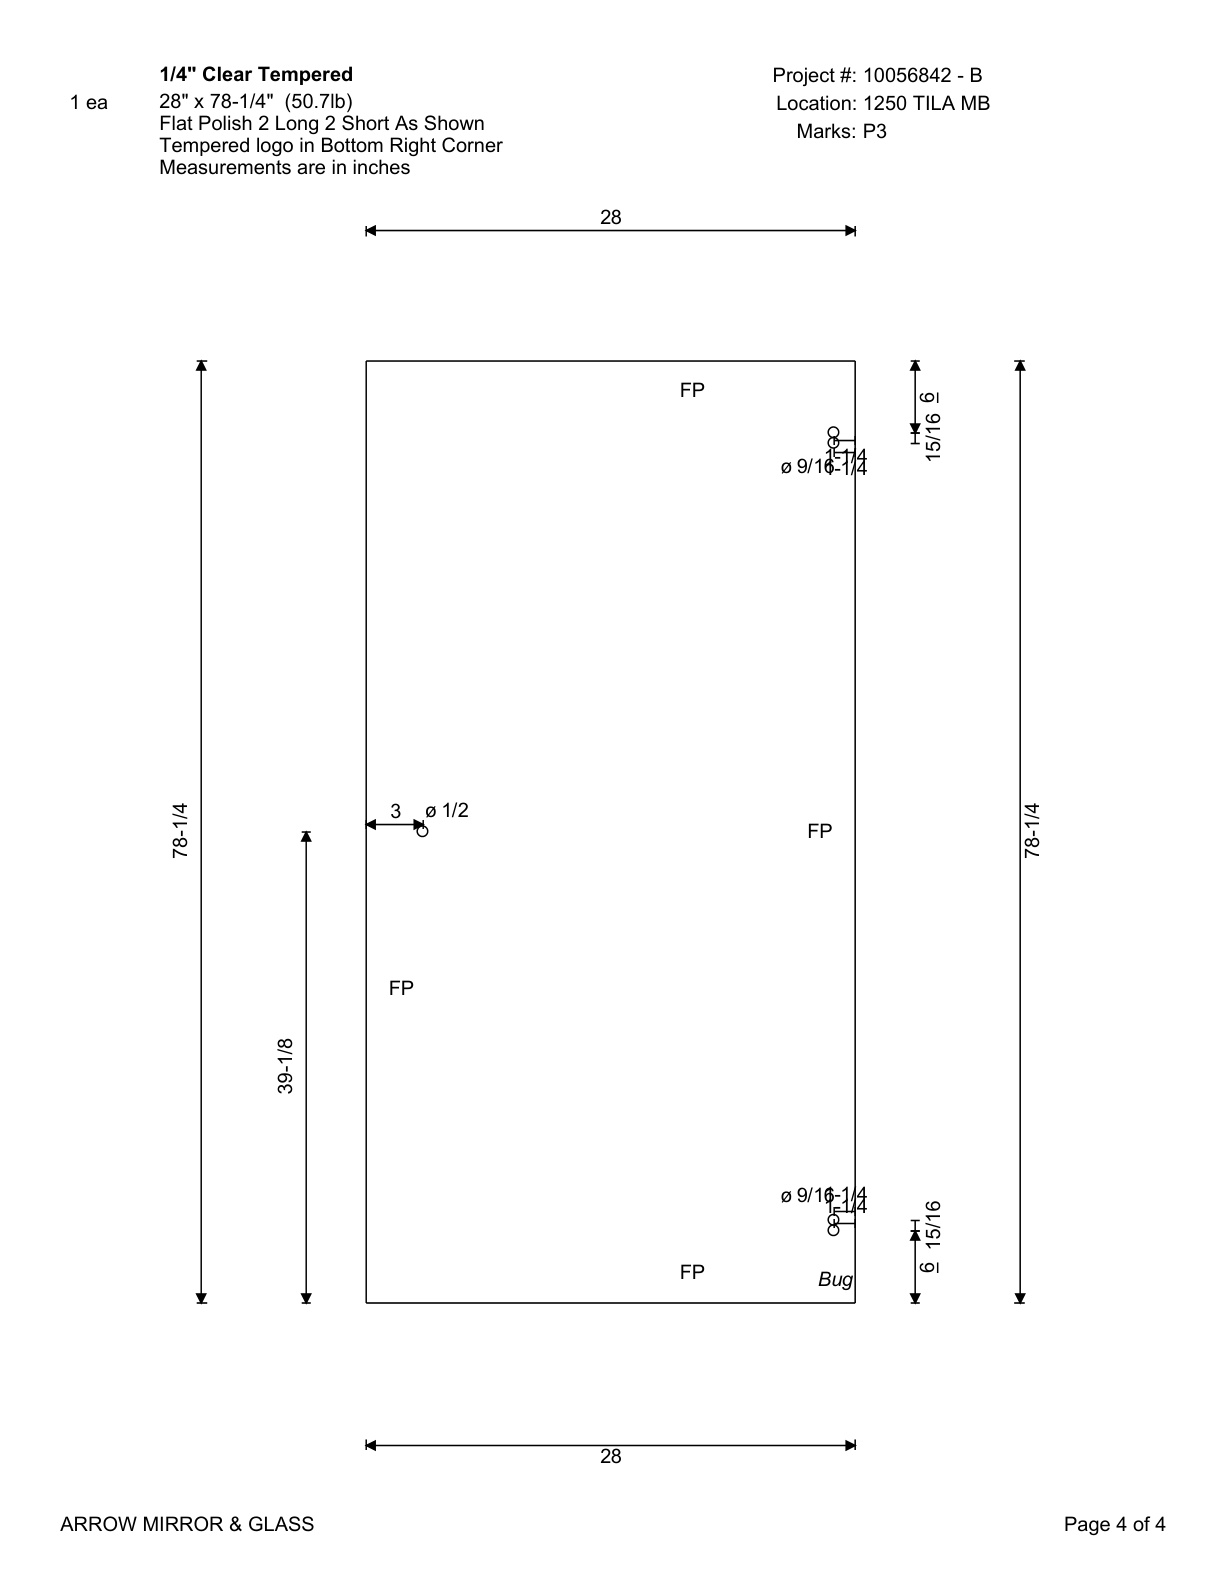 1/4" Clear Tempered
Project #: 10056842 - B
1 ea
28" x 78-1/4" (50.7lb)
Location: 1250 TILA MB
Flat Polish 2 Long 2 Short As Shown
Marks: P3
Tempered logo in Bottom Right Corner
Measurements are in inches
28
FP
6
15/16
1-1/4
ø 9/16
1-1/4
3
ø 1/2
78-1/4
FP
78-1/4
FP
39-1/8
ø 9/16
1-1/4
1-1/4
15/16
6
FP
Bug
28
ARROW MIRROR & GLASS
Page 4 of 4